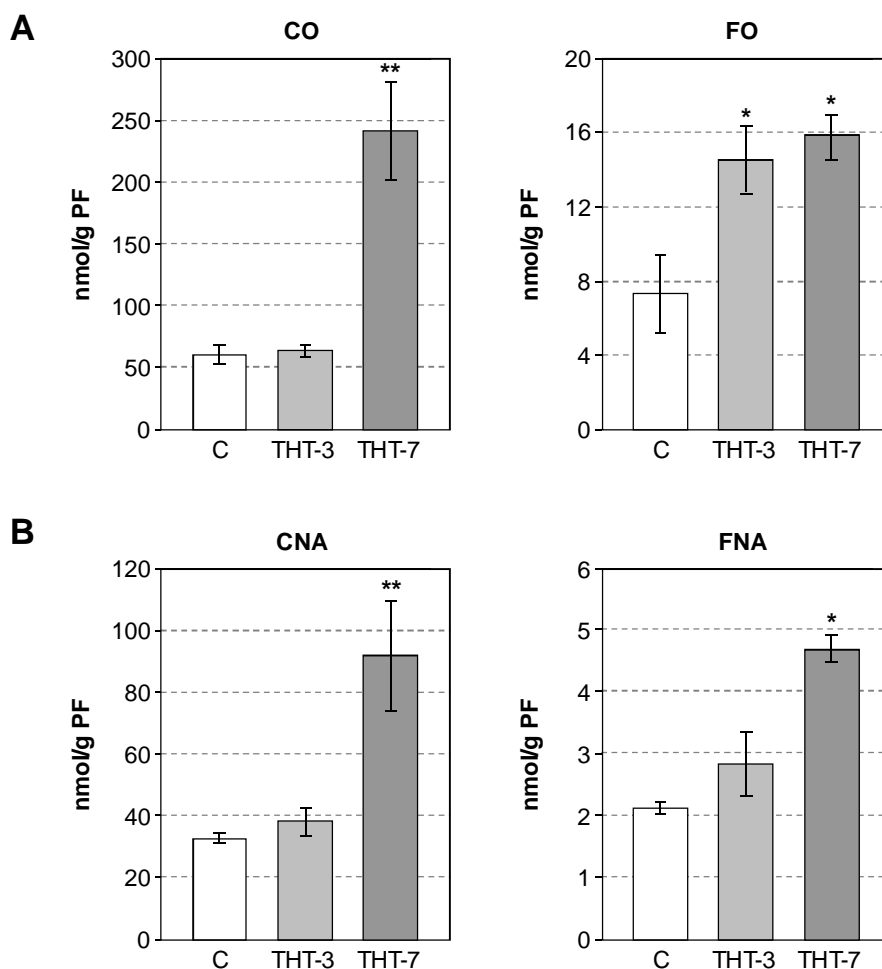 A
CO
nmol/g PF
300
250
200
150
100
50
0
**
C THT-3 THT-7
FO
nmol/g PF
20
16
12
8
4
0
* *
C THT-3 THT-7
B
CNA
nmol/g PF
120
100
80
60
40
20
0
**
C THT-3 THT-7
FNA
nmol/g PF
6
5
4
3
2
1
0
*
C THT-3 THT-7